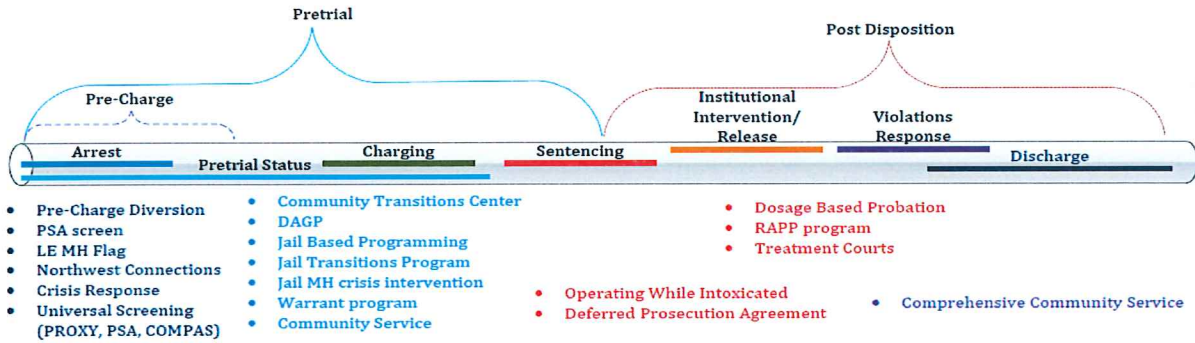 Pretrial
Post Disposition
Pre-Charge
Institutional
Intervention/
Release
Violations
Response
Arrest
Pretrial Status
Charging
Sentencing
Discharge
• Pre-Charge Diversion
• PSA screen
• LE MH Flag
• Northwest Connections
• Crisis Response
• Universal Screening
(PROXY, PSA, COMPAS)
• Community Transitions Center
• DAGP
• Jail Based Programming
• Jail Transitions Program
• Jail MH crisis intervention
• Warrant program
• Community Service
• Operating While Intoxicated
• Deferred Prosecution Agreement
• Dosage Based Probation
• RAPP program
• Treatment Courts
• Comprehensive Community Service